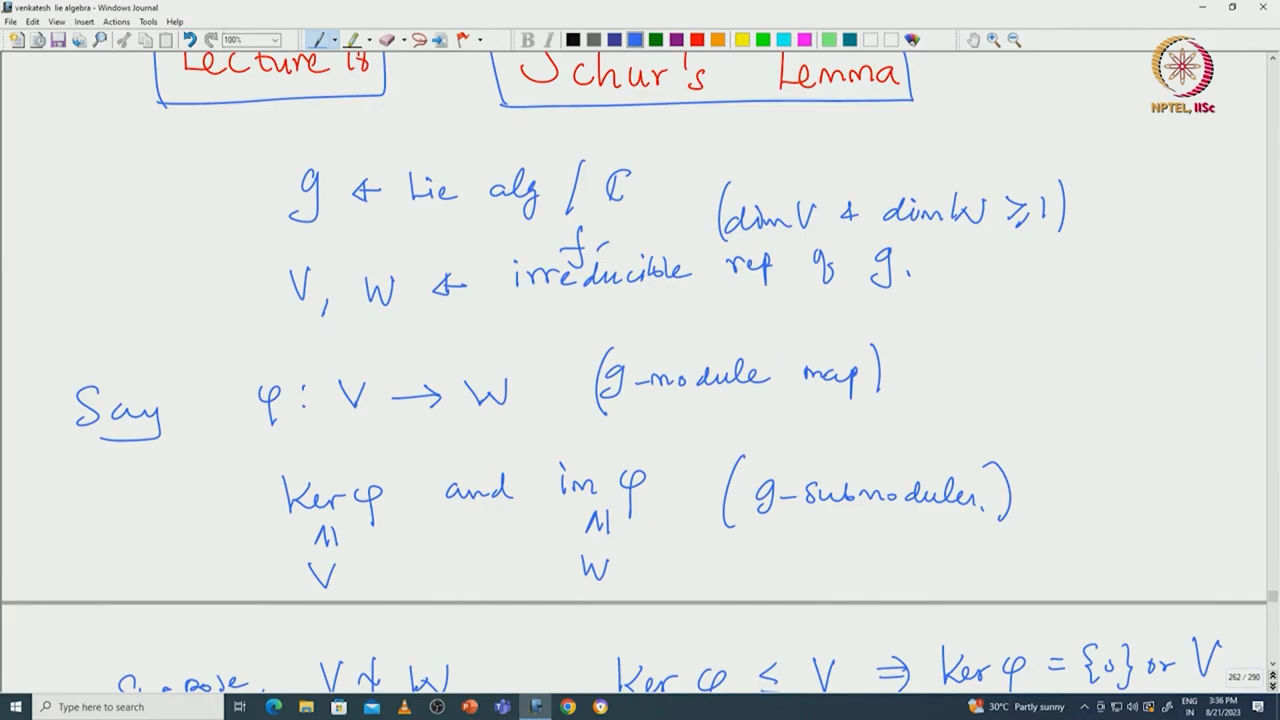 venkatesh lie algebra - Windows Journal
File Edit View Insert Actions Tools Help
100%
B I
Lecture 18 Schur's Lemma
NPTEL, IISc
g ← Lie alg / ℂ (dim V & dim W ≥ 1)
f.
V, W ← irreducible rep of g.
Say φ : V → W (g-module map)
Ker φ and im φ (g-submodules.)
V W
Suppose V ≇ W Ker φ ≤ V ⇒ Ker φ = {0} or V
262 / 290
Type here to search
30°C Partly sunny
ENG
IN
3:36 PM
8/21/2023